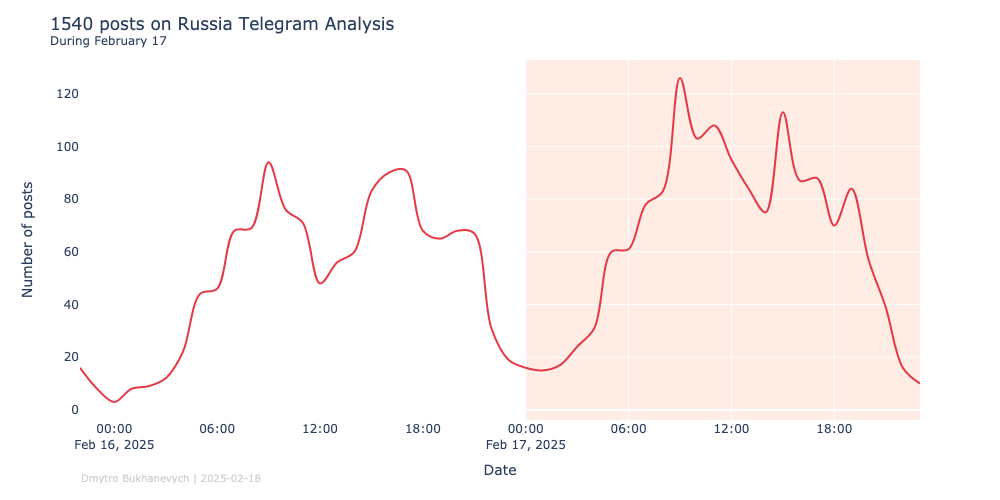 1540 posts on Russia Telegram Analysis
During February 17
Number of posts
120
100
80
60
40
20
0
00:00 06:00 12:00 18:00 00:00 06:00 12:00 18:00
Feb 16, 2025 Feb 17, 2025
Date
Dmytro Bukhanevych | 2025-02-18